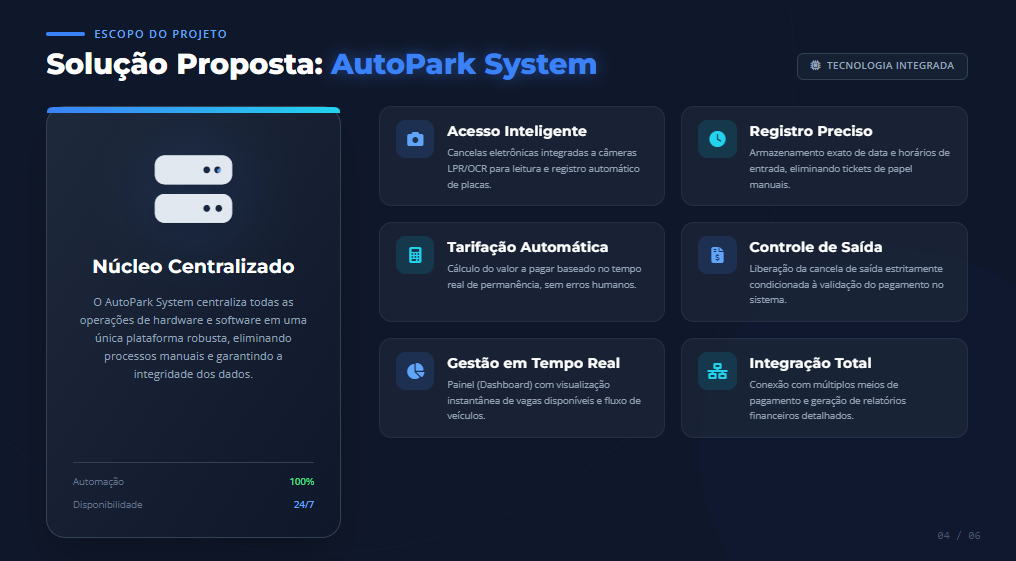 ESCOPO DO PROJETO
Solução Proposta: AutoPark System
TECNOLOGIA INTEGRADA
Núcleo Centralizado
O AutoPark System centraliza todas as
operações de hardware e software em uma
única plataforma robusta, eliminando
processos manuais e garantindo a
integridade dos dados.
Automação 100%
Disponibilidade 24/7
Acesso Inteligente
Cancelas eletrônicas integradas a câmeras
LPR/OCR para leitura e registro automático
de placas.
Registro Preciso
Armazenamento exato de data e horários de
entrada, eliminando tickets de papel
manuais.
Tarifação Automática
Cálculo do valor a pagar baseado no tempo
real de permanência, sem erros humanos.
Controle de Saída
Liberação da cancela de saída estritamente
condicionada à validação do pagamento no
sistema.
Gestão em Tempo Real
Painel (Dashboard) com visualização
instantânea de vagas disponíveis e fluxo de
veículos.
Integração Total
Conexão com múltiplos meios de
pagamento e geração de relatórios
financeiros detalhados.
04 / 06